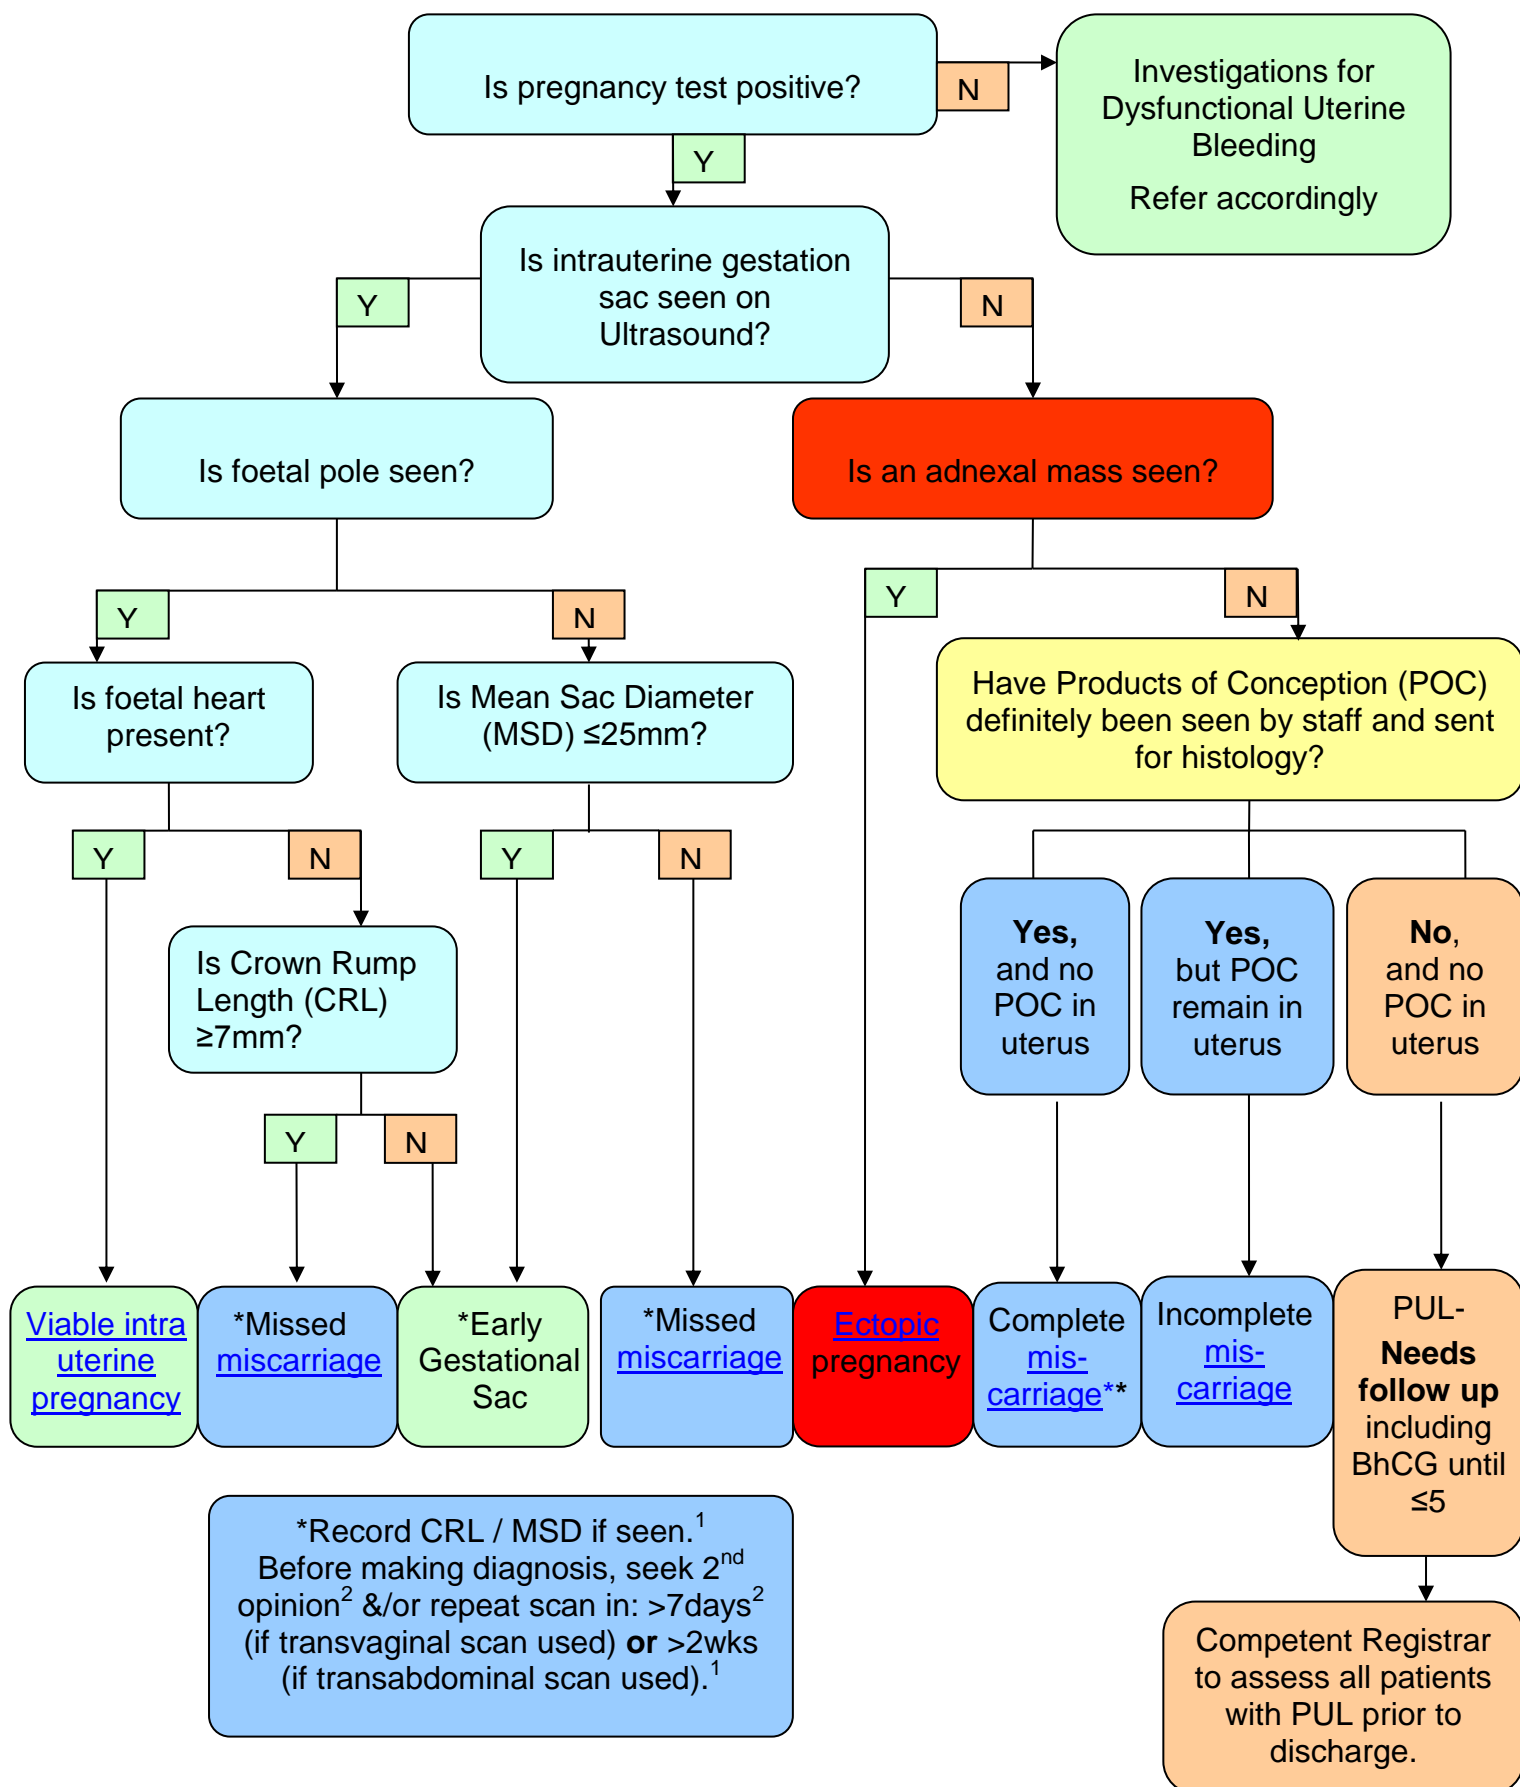 Is pregnancy test positive?
N
Investigations for
Dysfunctional Uterine
Bleeding
Refer accordingly
Y
Is intrauterine gestation
sac seen on
Ultrasound?
Y
N
Is foetal pole seen?
Is an adnexal mass seen?
Y
N
Y
N
Is foetal heart
present?
Is Mean Sac Diameter
(MSD) ≤25mm?
Have Products of Conception (POC)
definitely been seen by staff and sent
for histology?
Y
N
Y
N
Is Crown Rump
Length (CRL)
≥7mm?
Yes,
and no
POC in
uterus
Yes,
but POC
remain in
uterus
No,
and no
POC in
uterus
Y
N
Viable intra
uterine
pregnancy
*Missed
miscarriage
*Early
Gestational
Sac
*Missed
miscarriage
Ectopic
pregnancy
Complete
mis-
carriage**
Incomplete
mis-
carriage
PUL-
Needs
follow up
including
BhCG until
≤5
*Record CRL / MSD if seen.1
Before making diagnosis, seek 2nd
opinion2 &/or repeat scan in: >7days2
(if transvaginal scan used) or >2wks
(if transabdominal scan used).1
Competent Registrar
to assess all patients
with PUL prior to
discharge.